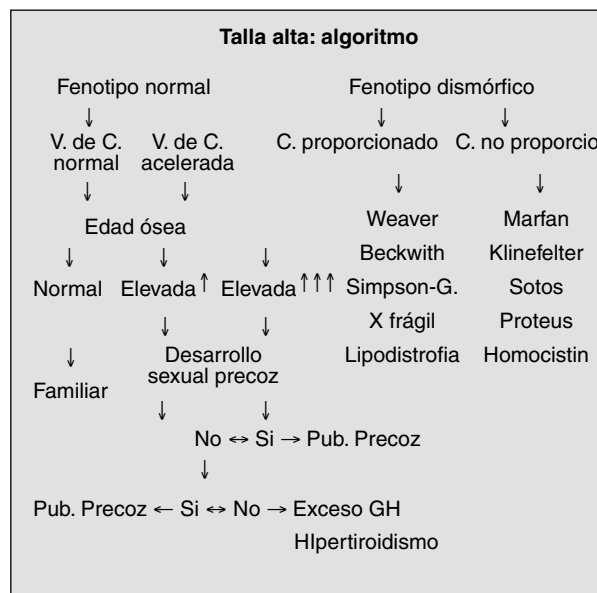 Talla alta: algoritmo
Fenotipo normal
Fenotipo dismórfico
↓
↓
↓
V. de C. normal
V. de C. acelerada
C. proporcionado
C. no proporcio
↓
↓
↓
↓
Edad ósea
↓
↓
↓
Normal
Elevada ↑
Elevada ↑↑↑
↓
↓
Desarrollo
sexual precoz
↓
Familiar
↓
↓
No ↔ Si → Pub. Precoz
↓
Pub. Precoz ← Si ↔ No → Exceso GH
HIpertiroidismo
Weaver
Beckwith
Simpson-G.
X frágil
Lipodistrofia
Marfan
Klinefelter
Sotos
Proteus
Homocistin